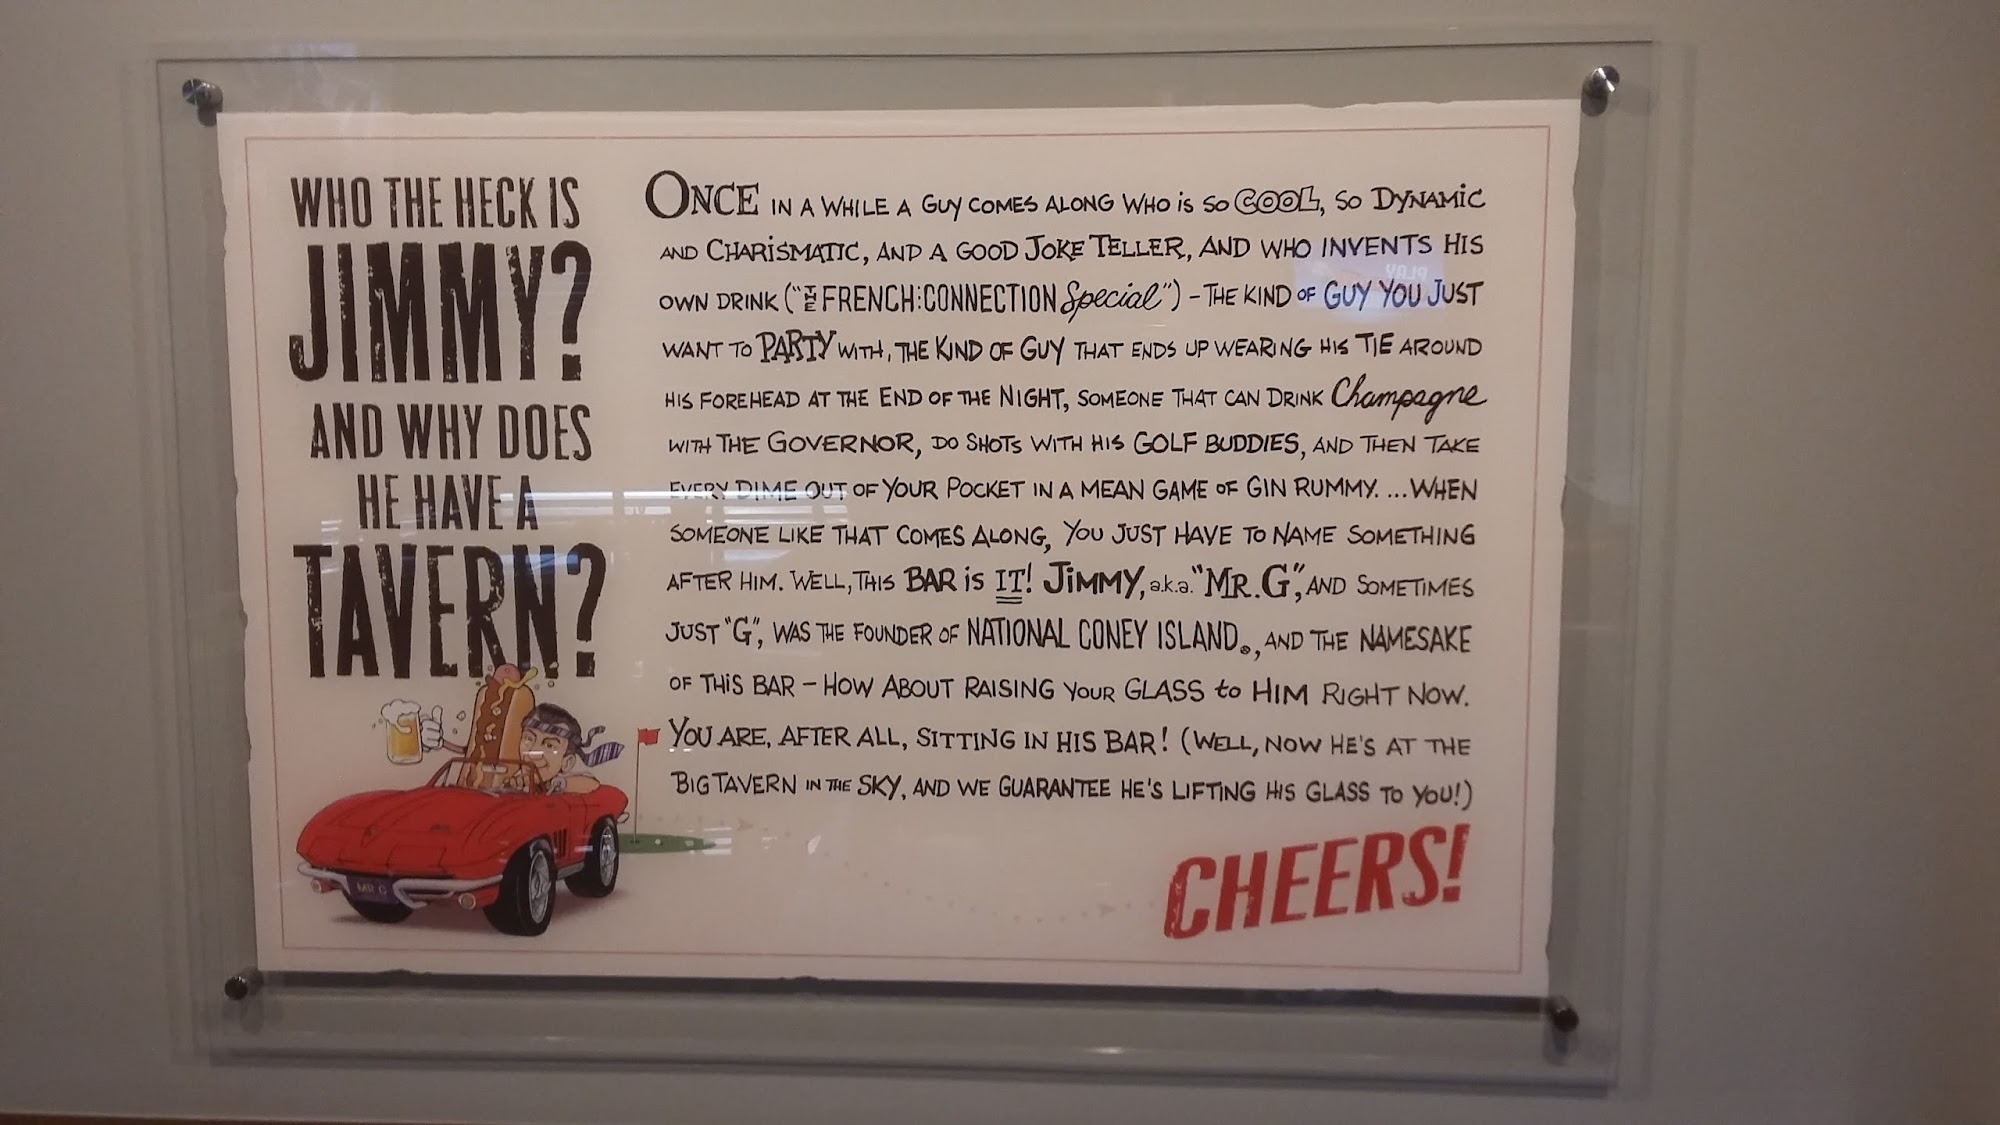 WHO THE HECK IS
JIMMY?
AND WHY DOES
HE HAVE A
TAVERN?
ONCE IN A WHILE A GUY COMES ALONG WHO iS SO COOL, SO DYNAMiC
AND CHARiSMATIC, AND A GOOD JOKE TELLER, AND WHO INVENTS HIS
OWN DRINK ("THE FRENCH:CONNECTION Special") – THE KIND OF GUY YOU JUST
WANT TO PARTY WITH, THE KIND OF GUY THAT ENDS UP WEARING HIS TIE AROUND
HIS FOREHEAD AT THE END OF THE NIGHT, SOMEONE THAT CAN DRINK Champagne
WITH THE GOVERNOR, DO SHOTS WITH HIS GOLF BUDDIES, AND THEN TAKE
EVERY DIME OUT OF YOUR POCKET IN A MEAN GAME OF GIN RUMMY. ...WHEN
SOMEONE LIKE THAT COMES ALONG, YOU JUST HAVE TO NAME SOMETHING
AFTER HIM. WELL, THIS BAR iS IT! JiMMY, a.k.a. "MR. G", AND SOMETIMES
JUST "G", WAS THE FOUNDER OF NATIONAL CONEY ISLAND®, AND THE NAMESAKE
OF THiS BAR – HOW ABOUT RAISING YOUR GLASS to HIM RIGHT NOW.
YOU ARE, AFTER ALL, SITTING IN HIS BAR! (WELL, NOW HE'S AT THE
BIG TAVERN IN THE SKY, AND WE GUARANTEE HE'S LIFTING HIS GLASS TO YOU!)
CHEERS!
MR G
PLAY